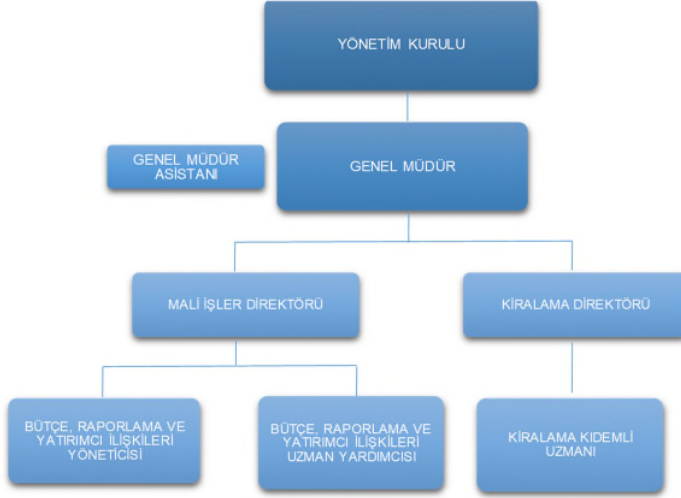 YÖNETİM KURULU
GENEL MÜDÜR
ASİSTANI
GENEL MÜDÜR
MALİ İŞLER DİREKTÖRÜ
KİRALAMA DİREKTÖRÜ
BÜTÇE, RAPORLAMA VE
YATIRIMCI İLİŞKİLERİ
YÖNETİCİSİ
BÜTÇE, RAPORLAMA VE
YATIRIMCI İLİŞKİLERİ
UZMAN YARDIMCISI
KİRALAMA KIDEMLİ
UZMANI